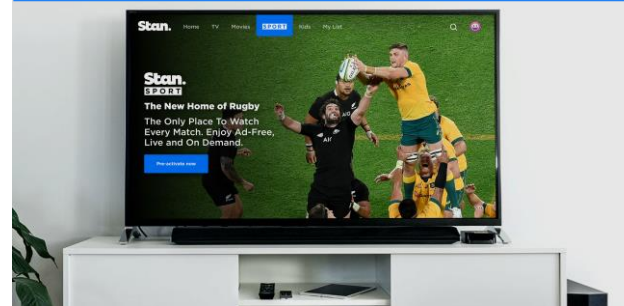 Stan. Home TV Movies SPORT Kids My List
Stan.
SPORT
The New Home of Rugby
The Only Place To Watch
Every Match. Enjoy Ad-Free,
Live and On Demand.
Pre-activate now
AIG